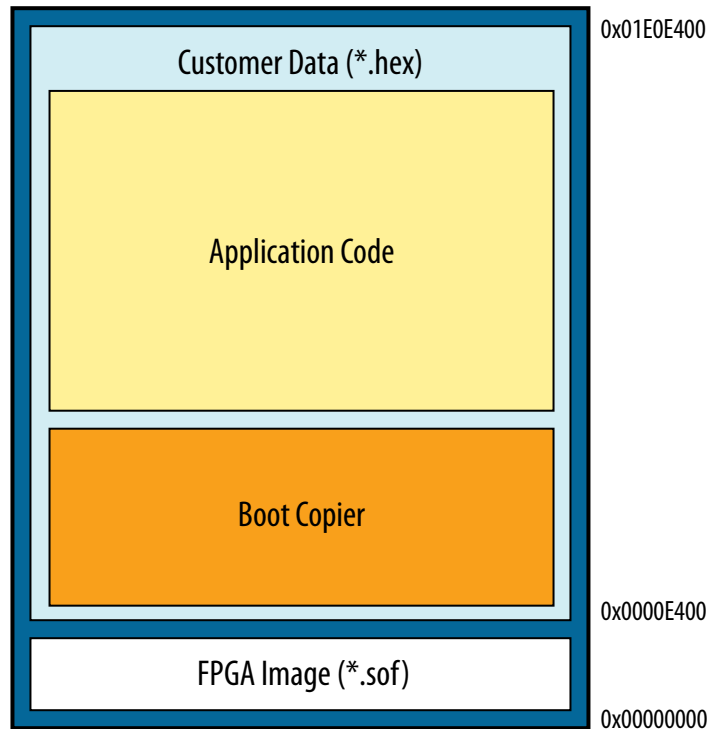 0x01E0E400
Customer Data (*.hex)
Application Code
Boot Copier
0x0000E400
FPGA Image (*.sof)
0x00000000